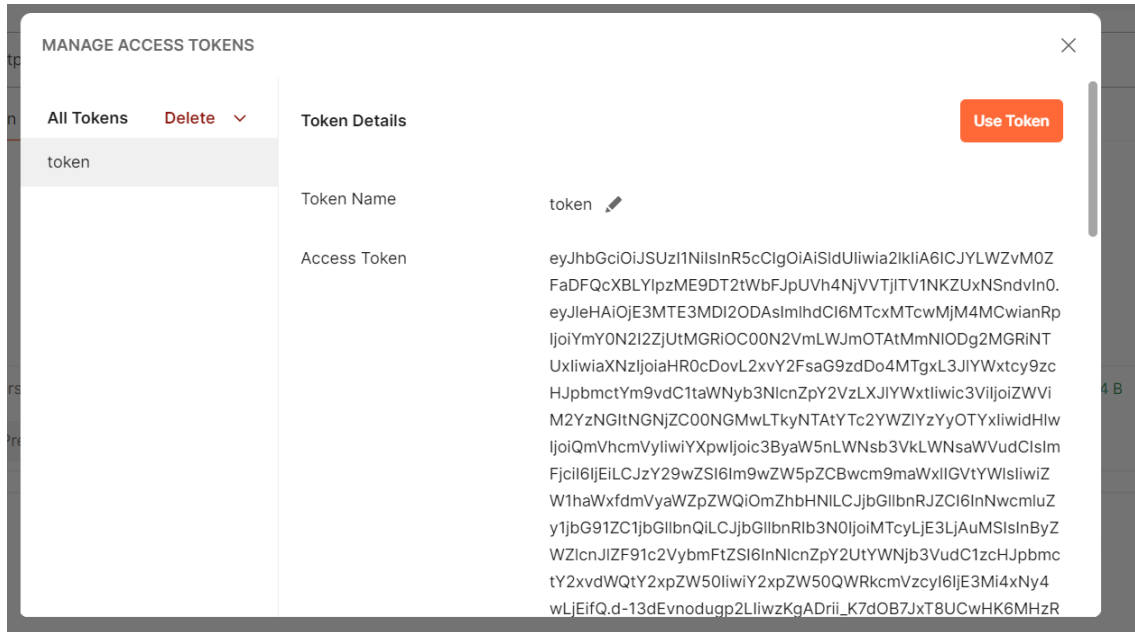 MANAGE ACCESS TOKENS
All Tokens Delete
Token Details
Use Token
token
Token Name
token
Access Token
eyJhbGciOiJSUzI1NiIsInR5cCIgOiAiSldUIiwia2lkIiA6ICJYLWZvM0Z
FaDFQcXBLYlpzME9DT2tWbFJpUVh4NjVVTjlTV1NKZUxNSndvIn0.
eyJleHAiOjE3MTE3MDI2ODAsImlhdCI6MTcxMTcwMjM4MCwianRp
IjoiYmY0N2I2ZjUtMGRiOC00N2VmLWJmOTAtMmNlODg2MGRiNT
UxIiwiaXNzIjoiaHR0cDovL2xvY2FsaG9zdDo4MTgxL3JlYWxtcy9zc
HJpbmctYm9vdC1taWNyb3NlcnZpY2VzLXJlYWxtIiwic3ViIjoiZWVi
M2YzNGItNGNjZC00NGMwLTkyNTAtYTc2YWZlYzYyOTYxIiwidHlw
IjoiQmVhcmVyIiwiYXpwIjoic3ByaW5nLWNsb3VkLWNsaWVudCIsIm
FjciI6IjEiLCJzY29wZSI6Im9wZW5pZCBwcm9maWxlIGVtYWlsIiwiZ
W1haWxfdmVyaWZpZWQiOmZhbHNlLCJjbGllbnRJZCI6InNwcmluZ
y1jbG91ZC1jbGllbnQiLCJjbGllbnRIb3N0IjoiMTcyLjE3LjAuMSIsInByZ
WZlcnJlZF91c2VybmFtZSI6InNlcnZpY2UtYWNjb3VudC1zcHJpbmc
tY2xvdWQtY2xpZW50IiwiY2xpZW50QWRkcmVzcyI6IjE3Mi4xNy4
wLjEifQ.d-13dEvnodugp2LIiwzKgADrii_K7dOB7JxT8UCwHK6MHzR
4 B